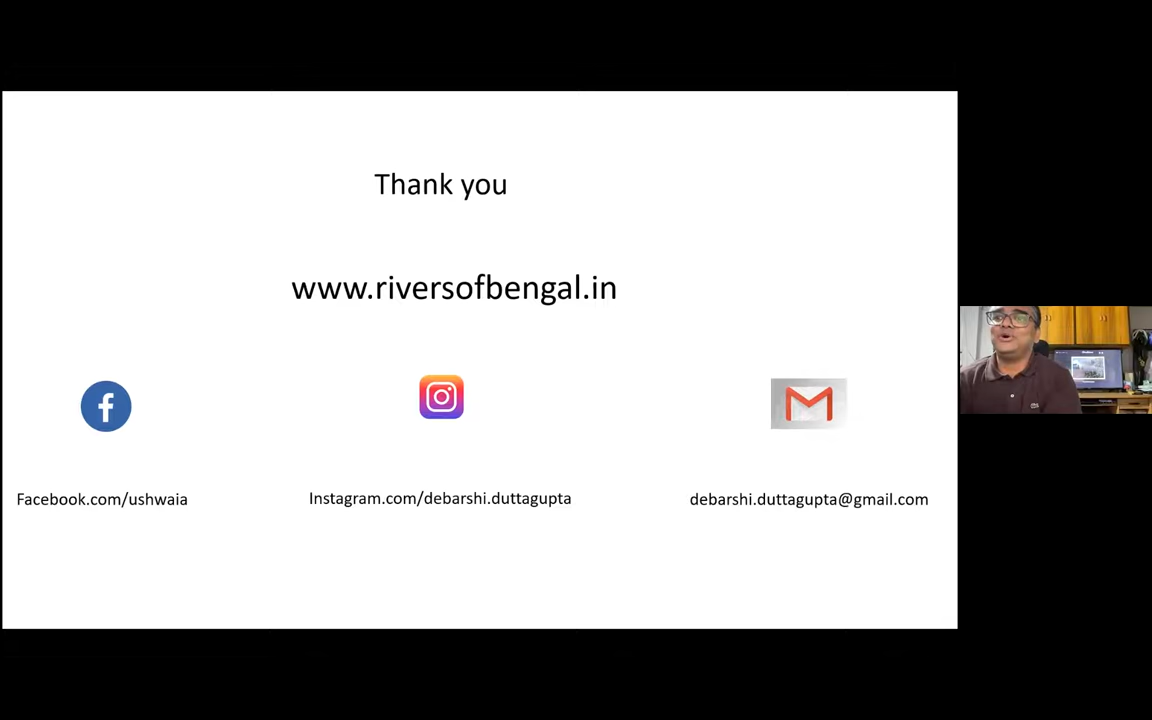 Thank you
www.riversofbengal.in
Facebook.com/ushwaia
Instagram.com/debarshi.duttagupta
debarshi.duttagupta@gmail.com